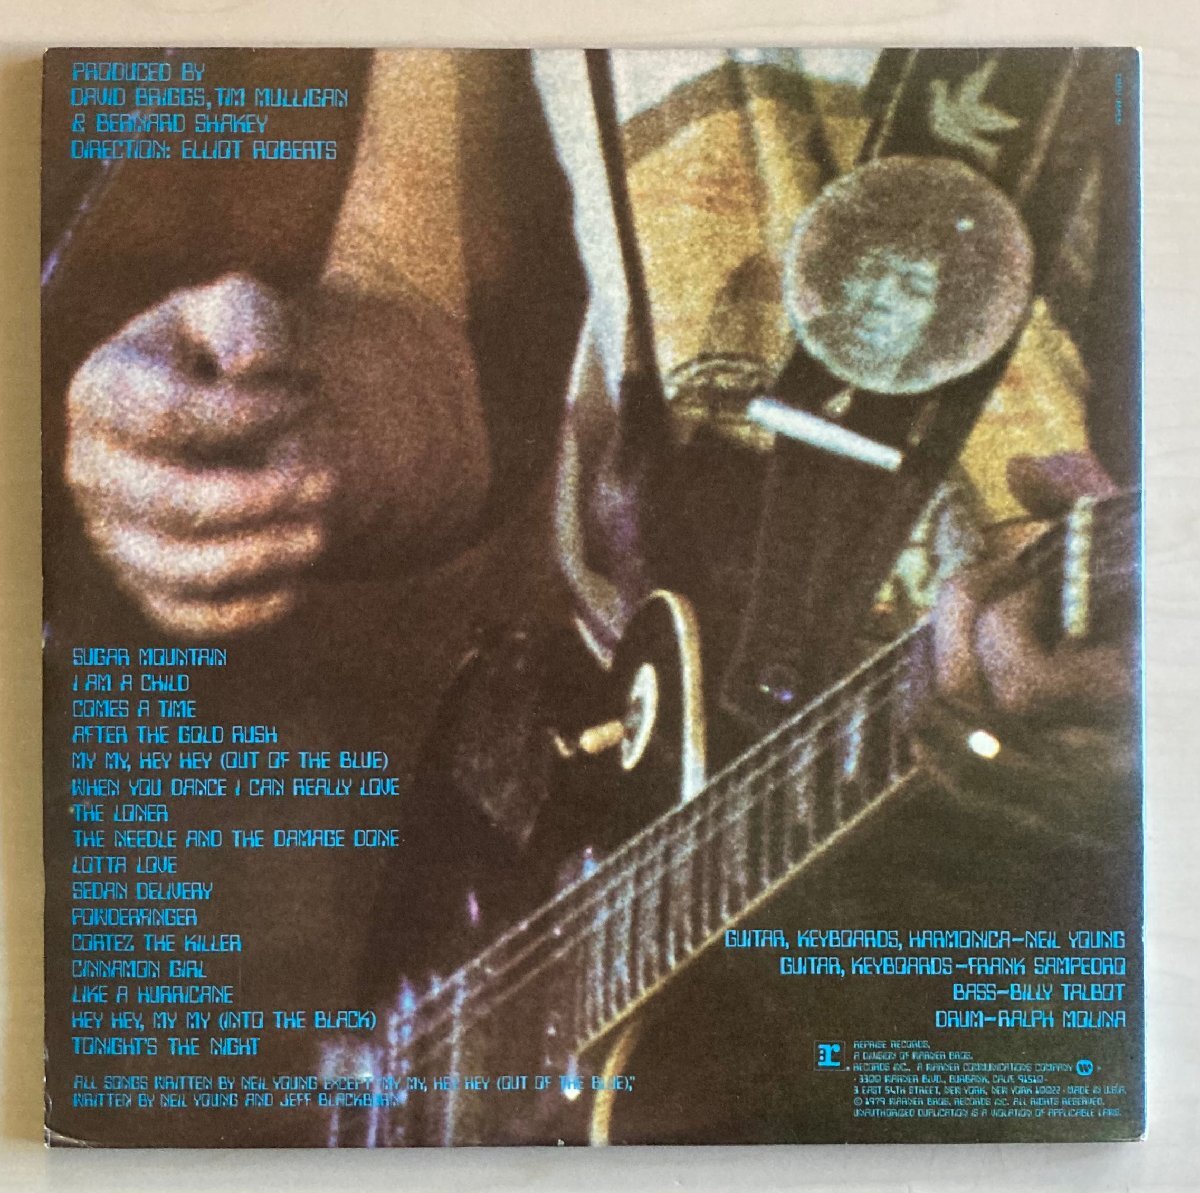 PRODUCED BY
DAVID BRIGGS, TIM MULLIGAN
& BERNARD SHAKEY
DIRECTION: ELLIOT ROBERTS
SUGAR MOUNTAIN
I AM A CHILD
COMES A TIME
AFTER THE GOLD RUSH
MY MY, HEY HEY (OUT OF THE BLUE)
WHEN YOU DANCE I CAN REALLY LOVE
THE LONER
THE NEEDLE AND THE DAMAGE DONE
LOTTA LOVE
SEDAN DELIVERY
POWDERFINGER
CORTEZ THE KILLER
CINNAMON GIRL
LIKE A HURRICANE
HEY HEY, MY MY (INTO THE BLACK)
TONIGHT'S THE NIGHT
ALL SONGS WRITTEN BY NEIL YOUNG EXCEPT "MY MY, HEY HEY (OUT OF THE BLUE),"
WRITTEN BY NEIL YOUNG AND JEFF BLACKBURN
GUITAR, KEYBOARDS, HARMONICA—NEIL YOUNG
GUITAR, KEYBOARDS—FRANK SAMPEDRO
BASS—BILLY TALBOT
DRUM—RALPH MOLINA
REPRISE RECORDS,
A DIVISION OF WARNER BROS.
RECORDS INC., A WARNER COMMUNICATIONS COMPANY
· 3300 WARNER BLVD., BURBANK, CALIF. 91510 ·
3 EAST 54TH STREET, NEW YORK, NEW YORK 10022 · MADE IN U.S.A.
© 1979 WARNER BROS. RECORDS INC. ALL RIGHTS RESERVED.
UNAUTHORIZED DUPLICATION IS A VIOLATION OF APPLICABLE LAWS.